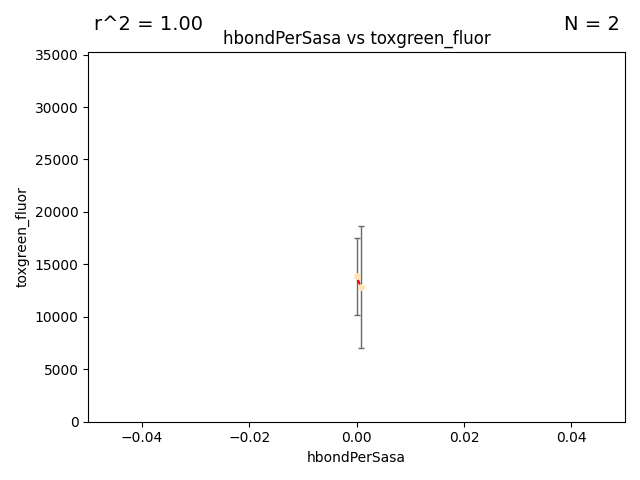 r^2 = 1.00
N = 2
hbondPerSasa vs toxgreen_fluor
35000
30000
25000
20000
15000
10000
5000
0
toxgreen_fluor
−0.04
−0.02
0.00
0.02
0.04
hbondPerSasa